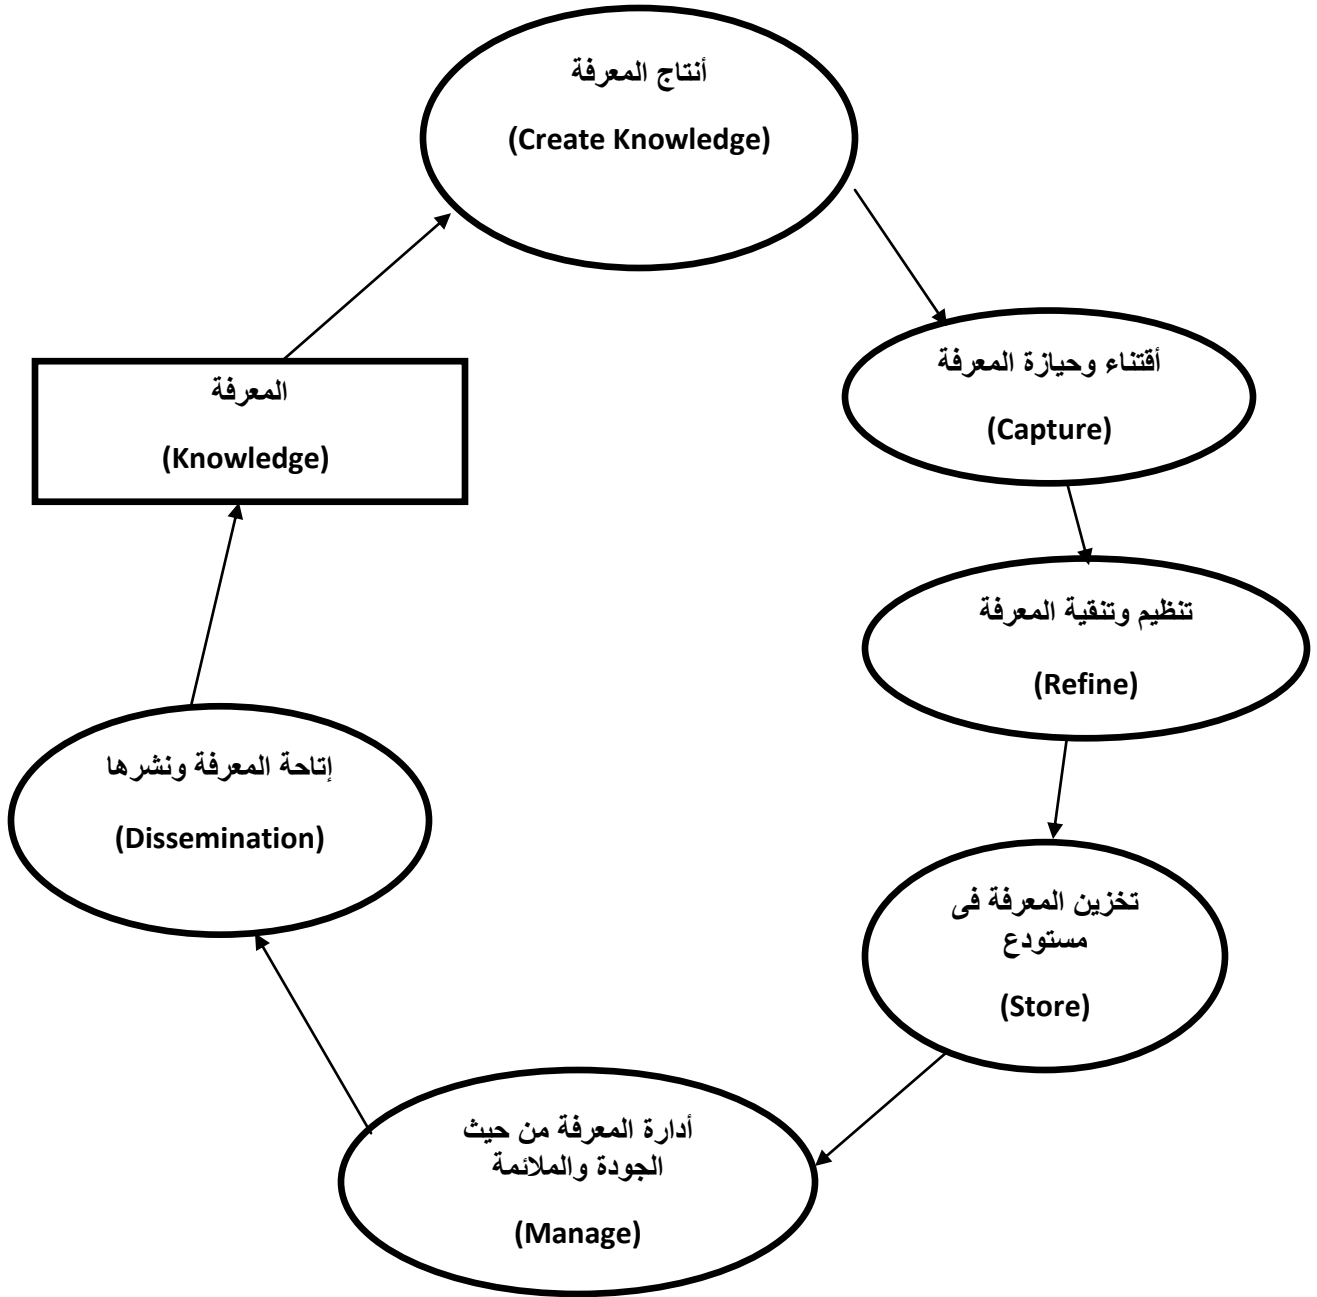 أنتاج المعرفة
(Create Knowledge)
أقتناء وحيازة المعرفة
(Capture)
تنظيم وتنقية المعرفة
(Refine)
تخزين المعرفة فى
مستودع
(Store)
أدارة المعرفة من حيث
الجودة والملائمة
(Manage)
إتاحة المعرفة ونشرها
(Dissemination)
المعرفة
(Knowledge)